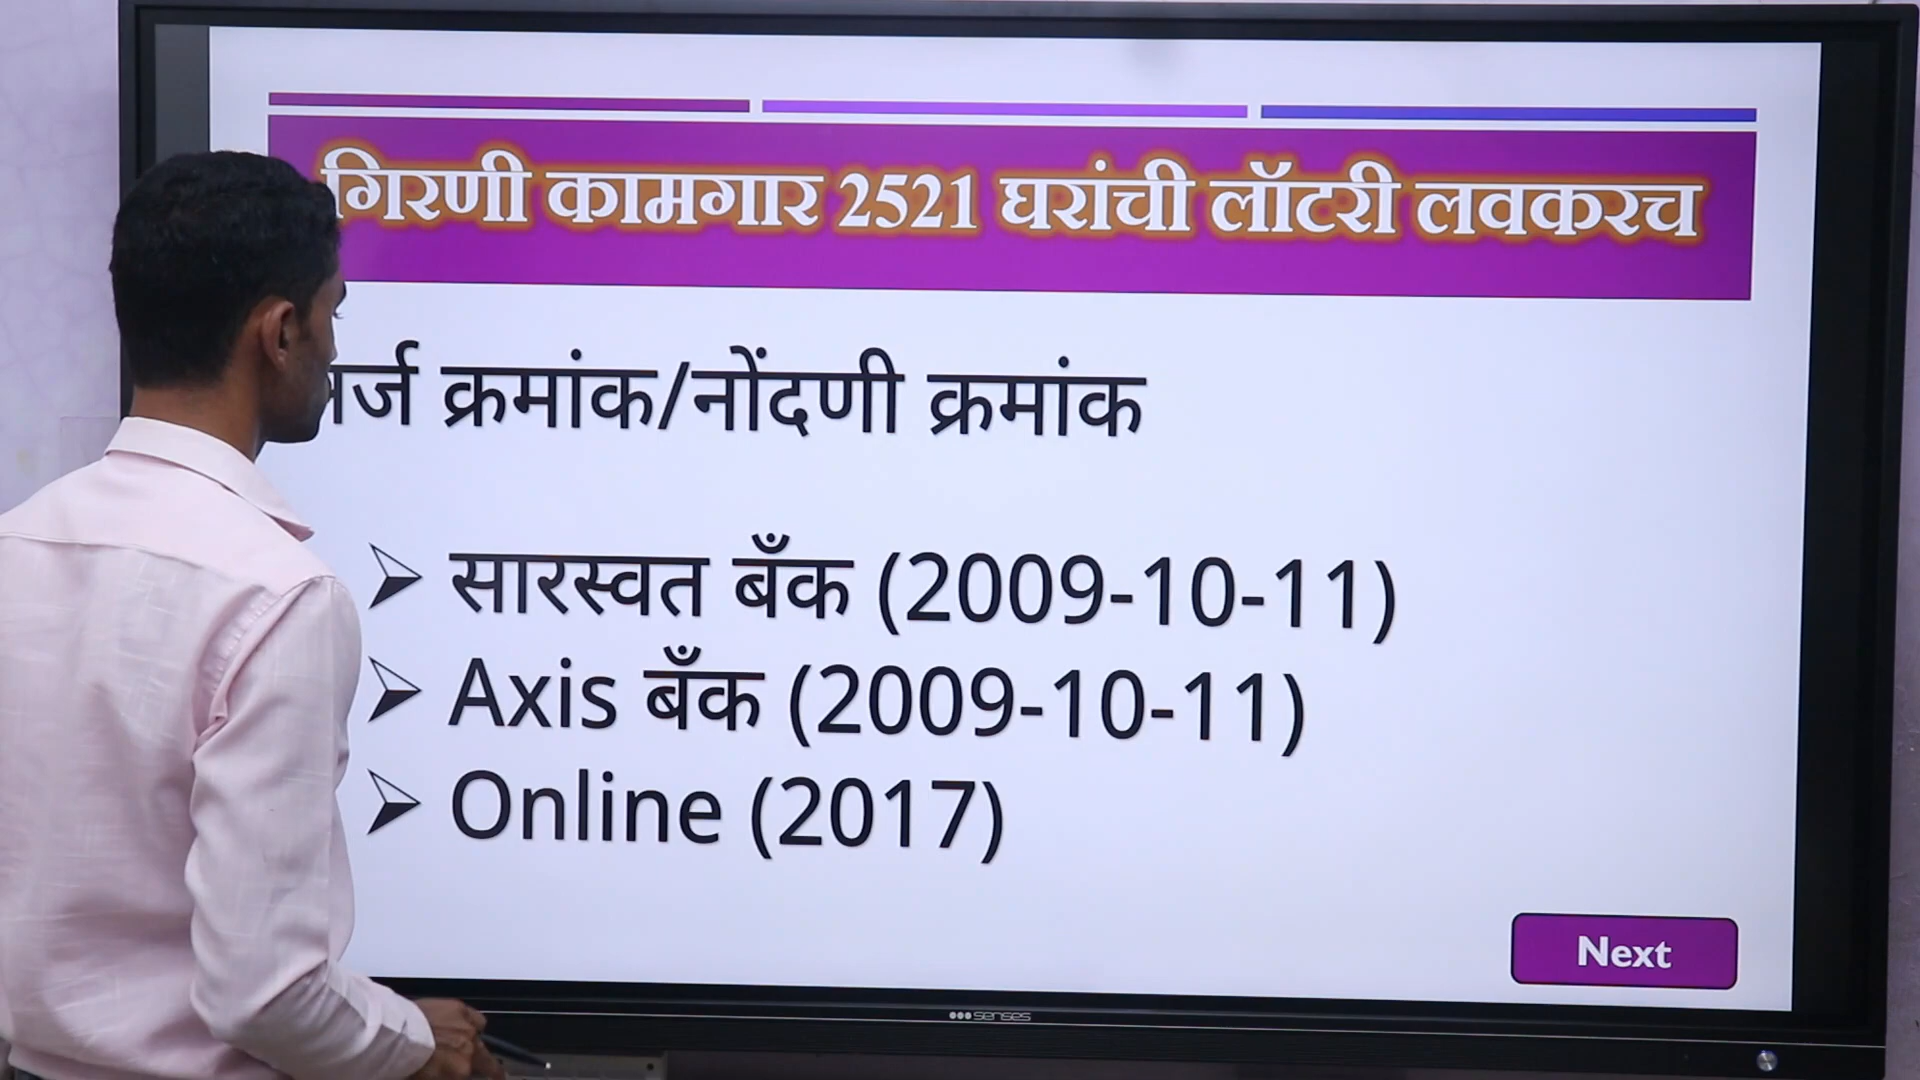 गिरणी कामगार 2521 घरांची लॉटरी लवकरच
क्रमांक/नोंदणी क्रमांक
➢ सारस्वत बँक (2009-10-11)
➢ Axis बँक (2009-10-11)
➢ Online (2017)
Next
senses